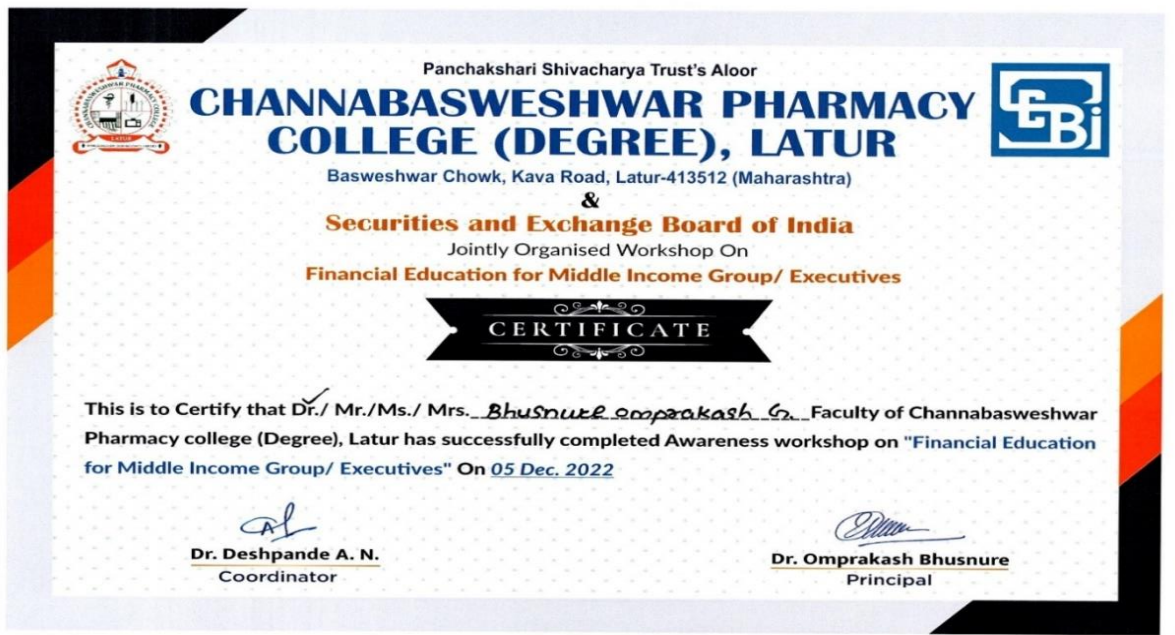 Panchakshari Shivacharya Trust's Aloor
CHANNABASWESHWAR PHARMACY
COLLEGE (DEGREE), LATUR
SEBi
LATUR
Basweshwar Chowk, Kava Road, Latur-413512 (Maharashtra)
&
Securities and Exchange Board of India
Jointly Organised Workshop On
Financial Education for Middle Income Group/ Executives
CERTIFICATE
This is to Certify that Dr./ Mr./Ms./ Mrs. Bhusnure omprakash G. Faculty of Channabasweshwar
Pharmacy college (Degree), Latur has successfully completed Awareness workshop on "Financial Education
for Middle Income Group/ Executives" On 05 Dec. 2022
Dr. Deshpande A. N.
Coordinator
Dr. Omprakash Bhusnure
Principal